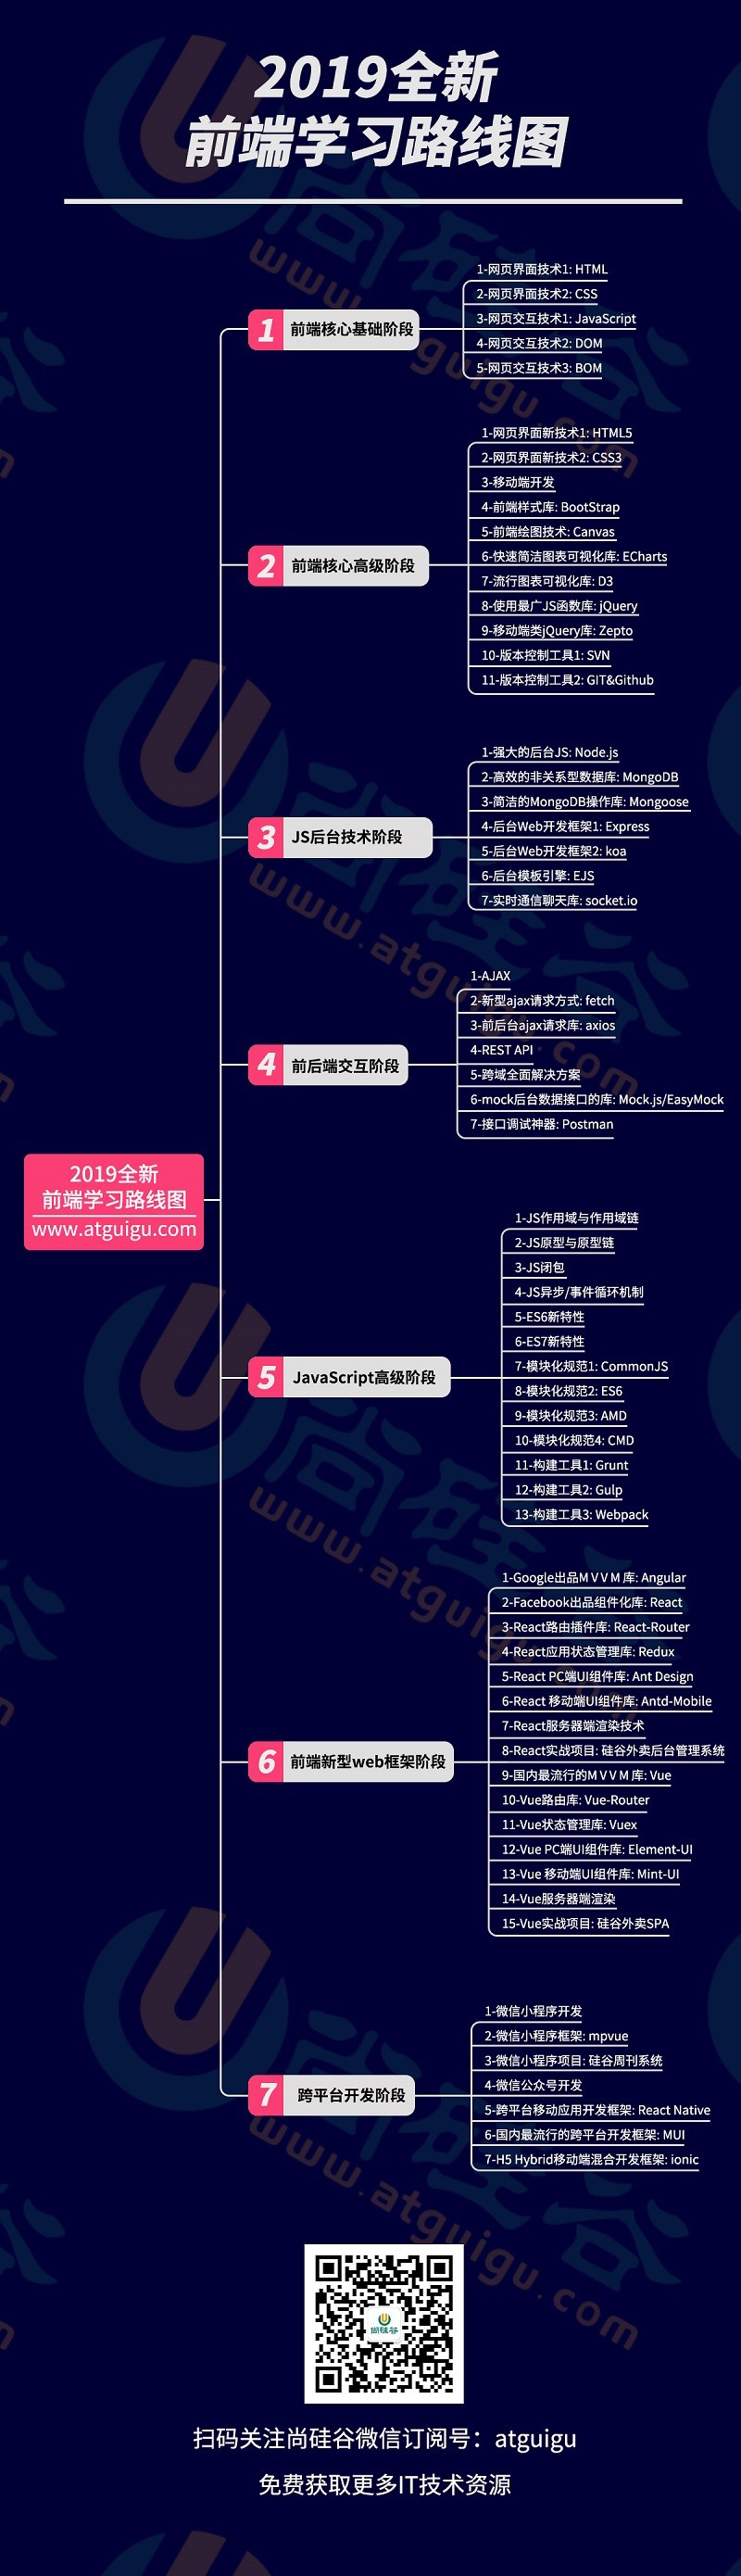 2019全新
前端学习路线图
1 前端核心基础阶段
1-网页界面技术1: HTML
2-网页界面技术2: CSS
3-网页交互技术1: JavaScript
4-网页交互技术2: DOM
5-网页交互技术3: BOM
2 前端核心高级阶段
1-网页界面新技术1: HTML5
2-网页界面新技术2: CSS3
3-移动端开发
4-前端样式库: BootStrap
5-前端绘图技术: Canvas
6-快速简洁图表可视化库: ECharts
7-流行图表可视化库: D3
8-使用最广JS函数库: jQuery
9-移动端类jQuery库: Zepto
10-版本控制工具1: SVN
11-版本控制工具2: GIT&Github
3 JS后台技术阶段
1-强大的后台JS: Node.js
2-高效的非关系型数据库: MongoDB
3-简洁的MongoDB操作库: Mongoose
4-后台Web开发框架1: Express
5-后台Web开发框架2: koa
6-后台模板引擎: EJS
7-实时通信聊天库: socket.io
4 前后端交互阶段
1-AJAX
2-新型ajax请求方式: fetch
3-前后台ajax请求库: axios
4-REST API
5-跨域全面解决方案
6-mock后台数据接口的库: Mock.js/EasyMock
7-接口调试神器: Postman
2019全新
前端学习路线图
www.atguigu.com
5 JavaScript高级阶段
1-JS作用域与作用域链
2-JS原型与原型链
3-JS闭包
4-JS异步/事件循环机制
5-ES6新特性
6-ES7新特性
7-模块化规范1: CommonJS
8-模块化规范2: ES6
9-模块化规范3: AMD
10-模块化规范4: CMD
11-构建工具1: Grunt
12-构建工具2: Gulp
13-构建工具3: Webpack
6 前端新型web框架阶段
1-Google出品M V V M 库: Angular
2-Facebook出品组件化库: React
3-React路由插件库: React-Router
4-React应用状态管理库: Redux
5-React PC端UI组件库: Ant Design
6-React 移动端UI组件库: Antd-Mobile
7-React服务器端渲染技术
8-React实战项目: 硅谷外卖后台管理系统
9-国内最流行的M V V M 库: Vue
10-Vue路由库: Vue-Router
11-Vue状态管理库: Vuex
12-Vue PC端UI组件库: Element-UI
13-Vue 移动端UI组件库: Mint-UI
14-Vue服务器端渲染
15-Vue实战项目: 硅谷外卖SPA
7 跨平台开发阶段
1-微信小程序开发
2-微信小程序框架: mpvue
3-微信小程序项目: 硅谷周刊系统
4-微信公众号开发
5-跨平台移动应用开发框架: React Native
6-国内最流行的跨平台开发框架: MUI
7-H5 Hybrid移动端混合开发框架: ionic
尚硅谷
扫码关注尚硅谷微信订阅号：atguigu
免费获取更多IT技术资源
尚硅谷
www.atguigu.com